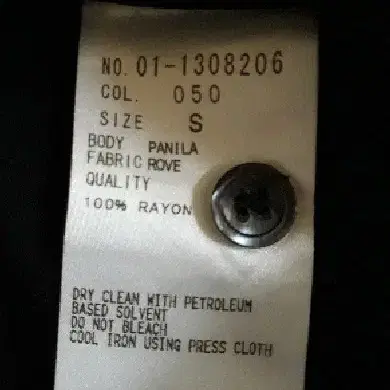 NO. 01-1308206
COL. 050
SIZE S
BODY PANILA
FABRIC ROVE
QUALITY
100% RAYON
DRY CLEAN WITH PETROLEUM
BASED SOLVENT
DO NOT BLEACH
COOL IRON USING PRESS CLOTH